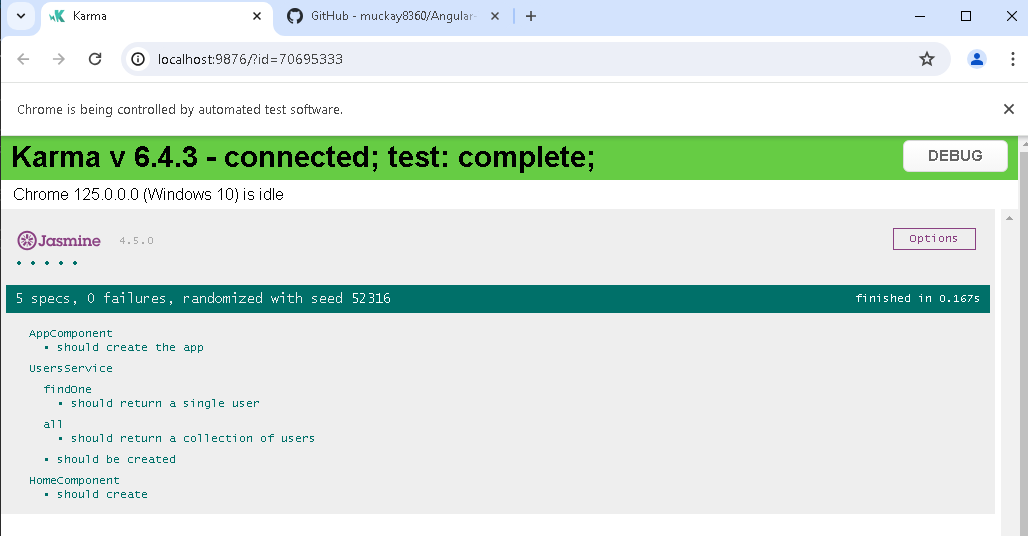 Karma
GitHub - muckay8360/Angular-
localhost:9876/?id=70695333
Chrome is being controlled by automated test software.
Karma v 6.4.3 - connected; test: complete;
DEBUG
Chrome 125.0.0.0 (Windows 10) is idle
Jasmine 4.5.0
Options
• • • • •
5 specs, 0 failures, randomized with seed 52316
finished in 0.167s
AppComponent
• should create the app
UsersService
findOne
• should return a single user
all
• should return a collection of users
• should be created
HomeComponent
• should create